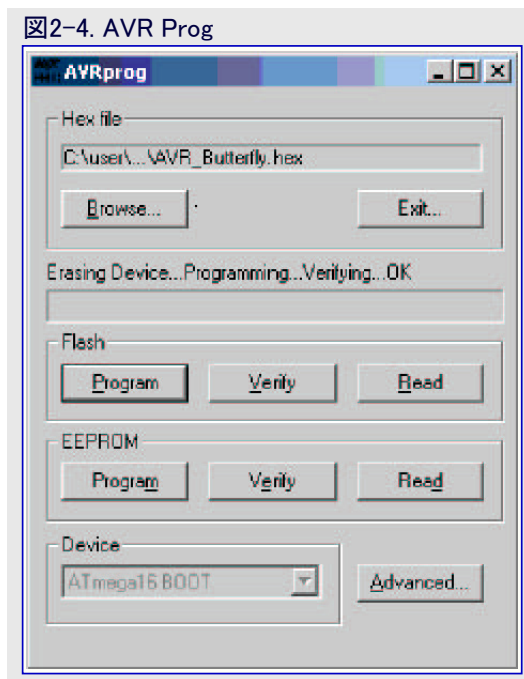 図2-4. AVR Prog
AVRprog
Hex file
C:\user\...\AVR_Butterfly.hex
Browse...
Exit...
Erasing Device...Programming...Verifying...OK
Flash
Program Verify Read
EEPROM
Program Verify Read
Device
ATmega16 BOOT
Advanced...